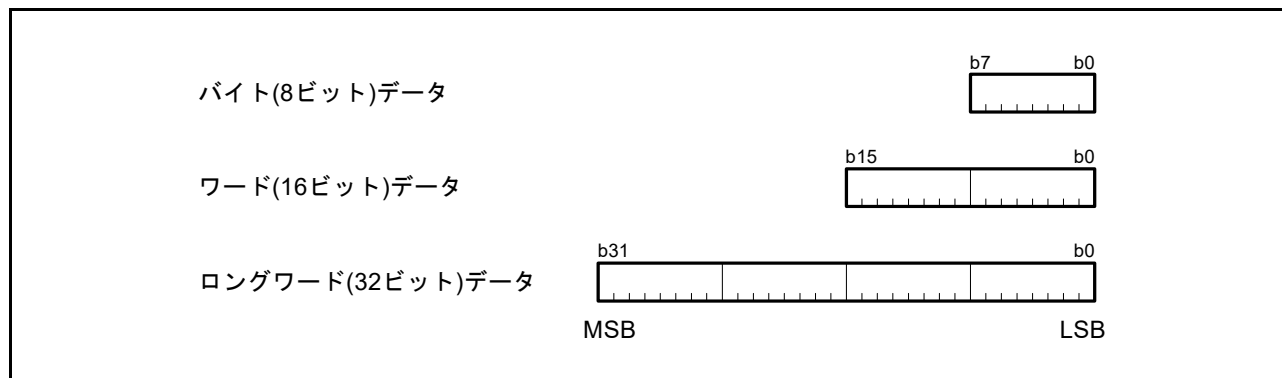 b7 b0
バイト(8ビット)データ
b15 b0
ワード(16ビット)データ
b31 b0
ロングワード(32ビット)データ
MSB LSB